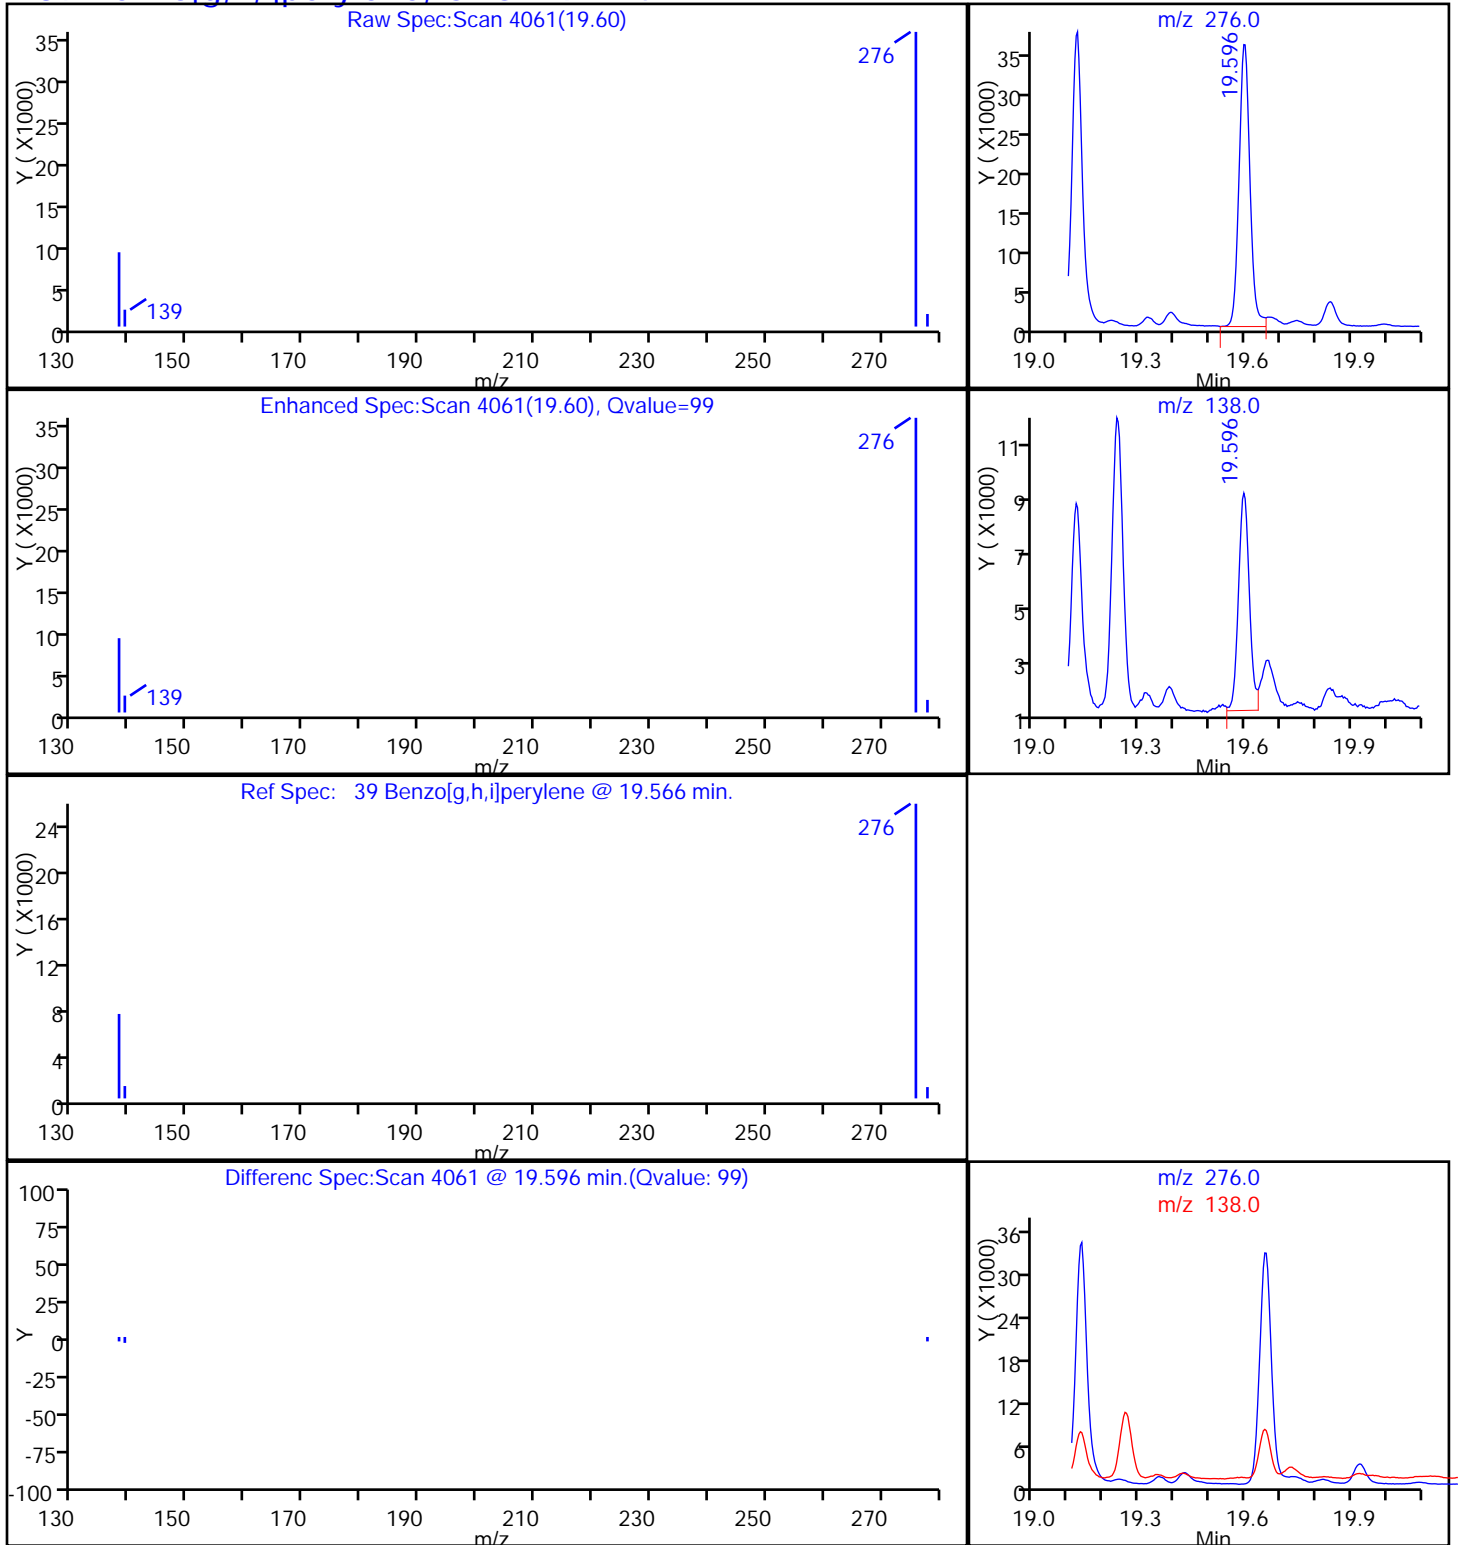 Raw Spec:Scan 4061(19.60)
Y ( X1000)
35
30
25
20
15
10
5
0
276
139
130 150 170 190 210 230 250 270
m/z
m/z 276.0
Y ( X1000)
35
30
25
20
15
10
5
0
19.596
19.0 19.3 19.6 19.9
Min
Enhanced Spec:Scan 4061(19.60), Qvalue=99
Y ( X1000)
35
30
25
20
15
10
5
0
276
139
130 150 170 190 210 230 250 270
m/z
m/z 138.0
Y ( X1000)
11
9
7
5
3
1
19.596
19.0 19.3 19.6 19.9
Min
Ref Spec: 39 Benzo[g,h,i]perylene @ 19.566 min.
Y ( X1000)
24
20
16
12
8
4
0
276
130 150 170 190 210 230 250 270
m/z
Differenc Spec:Scan 4061 @ 19.596 min.(Qvalue: 99)
Y
100
75
50
25
0
-25
-50
-75
-100
130 150 170 190 210 230 250 270
m/z
m/z 276.0
m/z 138.0
Y ( X1000)
36
30
24
18
12
6
0
19.0 19.3 19.6 19.9
Min